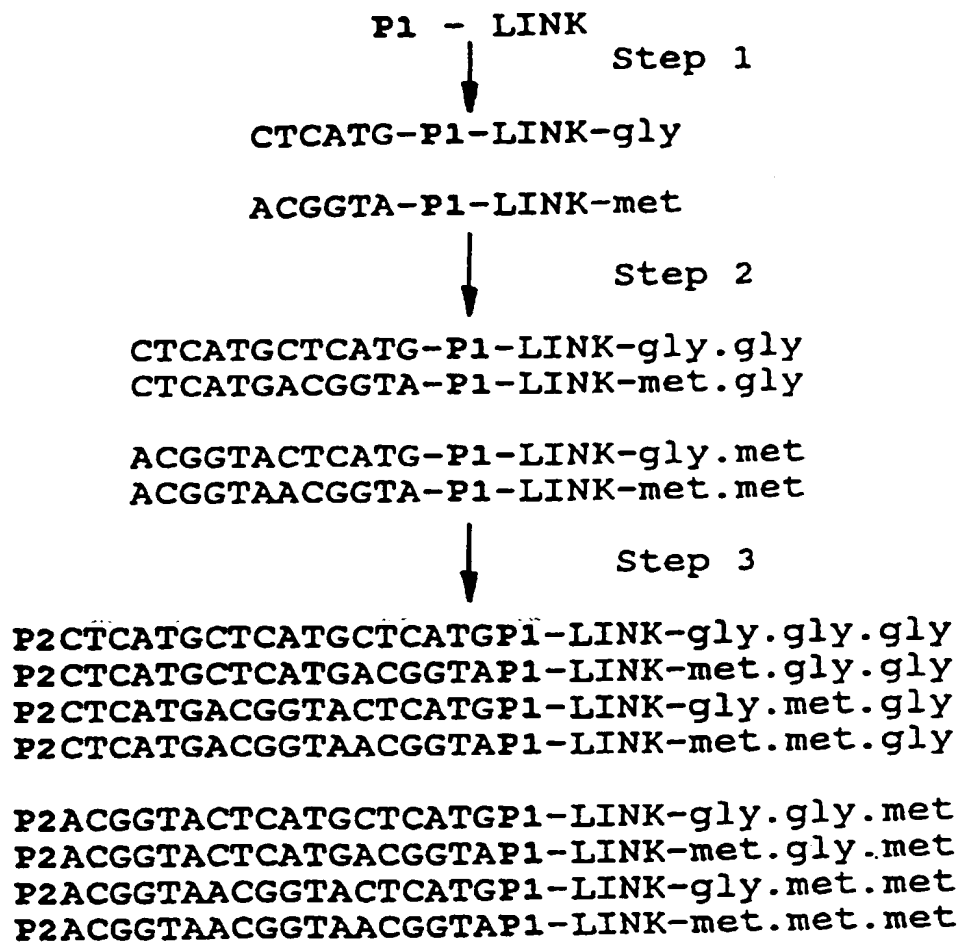 P1 - LINK
Step 1
CTCATG-P1-LINK-gly
ACGGTA-P1-LINK-met
Step 2
CTCATGCTCATG-P1-LINK-gly.gly
CTCATGACGGTA-P1-LINK-met.gly
ACGGTACTCATG-P1-LINK-gly.met
ACGGTAACGGTA-P1-LINK-met.met
Step 3
P2CTCATGCTCATGCTCATGP1-LINK-gly.gly.gly
P2CTCATGCTCATGACGGTAP1-LINK-met.gly.gly
P2CTCATGACGGTACTCATGP1-LINK-gly.met.gly
P2CTCATGACGGTAACGGTAP1-LINK-met.met.gly
P2ACGGTACTCATGCTCATGP1-LINK-gly.gly.met
P2ACGGTACTCATGACGGTAP1-LINK-met.gly.met
P2ACGGTAACGGTACTCATGP1-LINK-gly.met.met
P2ACGGTAACGGTAACGGTAP1-LINK-met.met.met